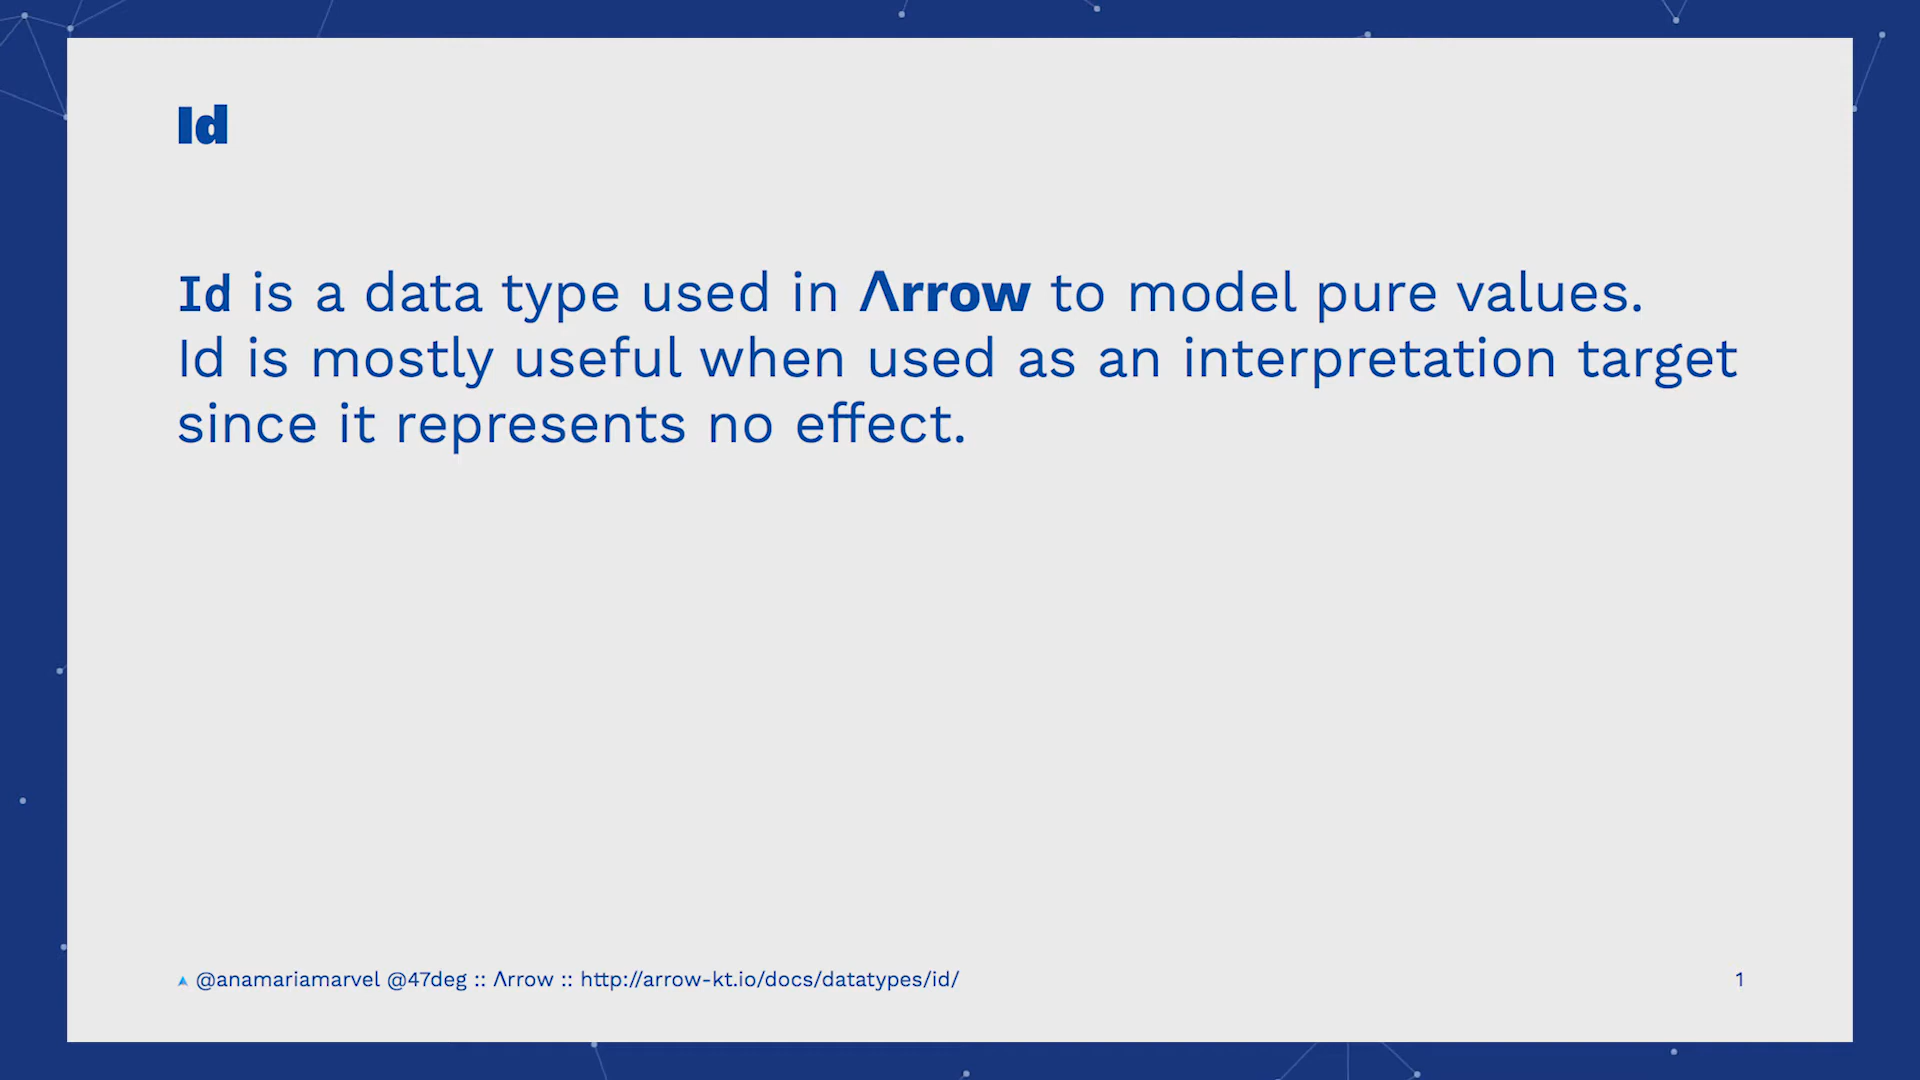 Id
Id is a data type used in Λrrow to model pure values.
Id is mostly useful when used as an interpretation target
since it represents no effect.
@anamariamarvel @47deg :: Λrrow :: http://arrow-kt.io/docs/datatypes/id/
1